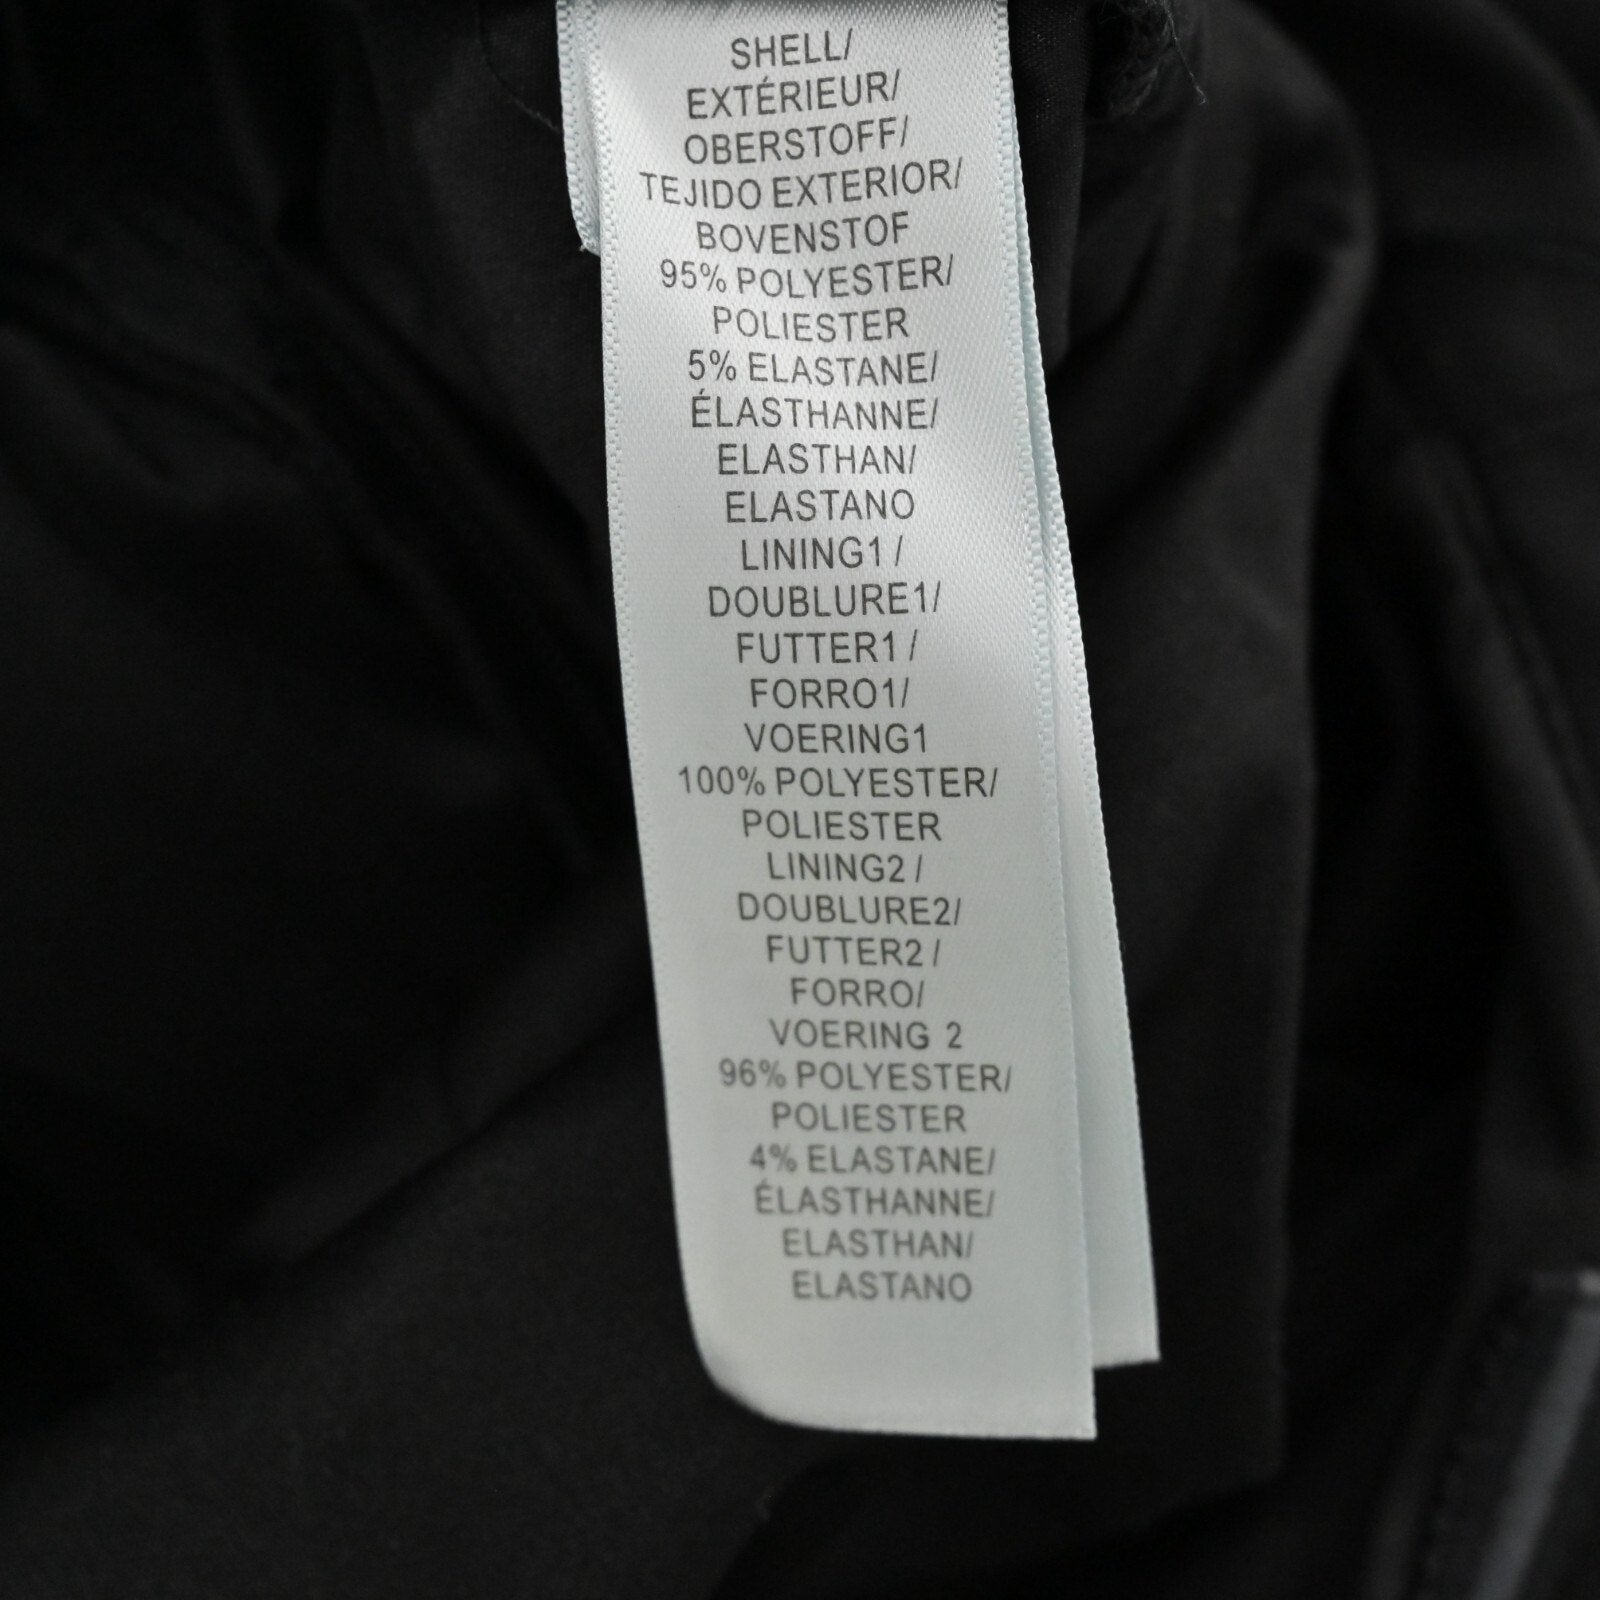 SHELL/
EXTÉRIEUR/
OBERSTOFF/
TEJIDO EXTERIOR/
BOVENSTOF
95% POLYESTER/
POLIESTER
5% ELASTANE/
ÉLASTHANNE/
ELASTHAN/
ELASTANO
LINING1 /
DOUBLURE1/
FUTTER1 /
FORRO1/
VOERING1
100% POLYESTER/
POLIESTER
LINING2 /
DOUBLURE2/
FUTTER2 /
FORRO/
VOERING 2
96% POLYESTER/
POLIESTER
4% ELASTANE/
ÉLASTHANNE/
ELASTHAN/
ELASTANO